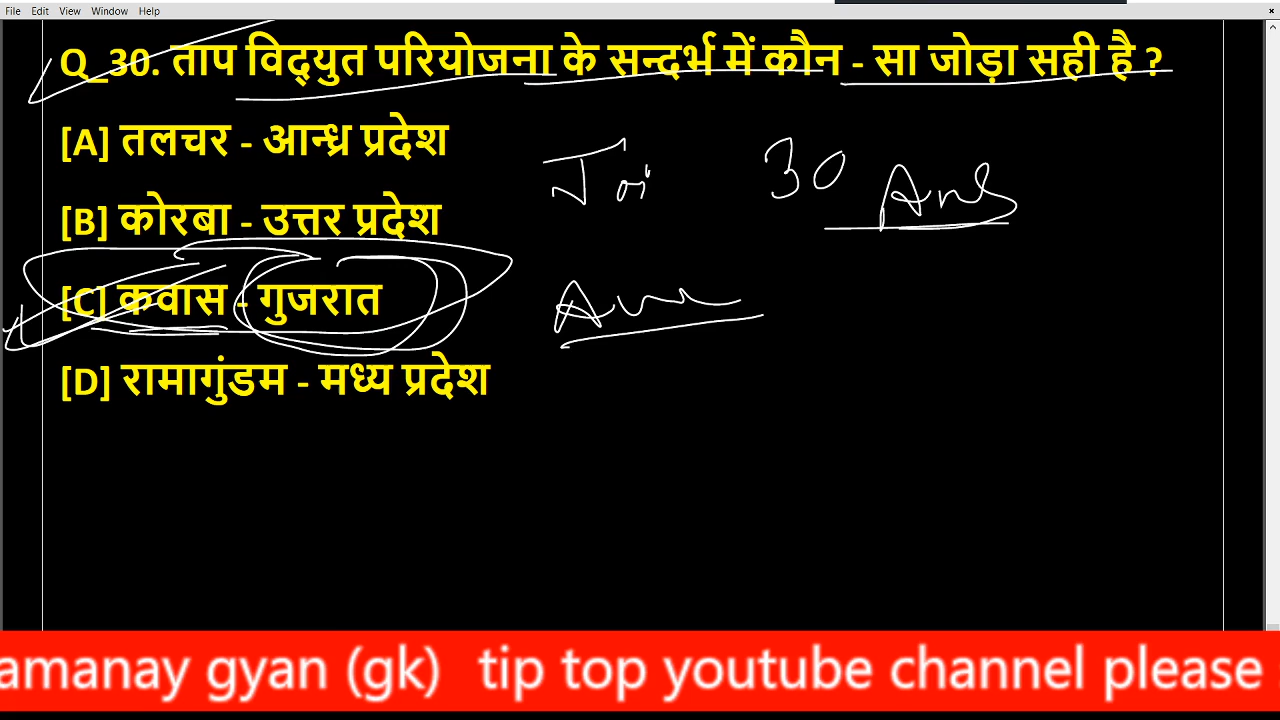 File Edit View Window Help
Q_30. ताप विद्युत परियोजना के सन्दर्भ में कौन - सा जोड़ा सही है ?
[A] तलचर - आन्ध्र प्रदेश
[B] कोरबा - उत्तर प्रदेश
30 Ans
[C] कवास - गुजरात
[D] रामागुंडम - मध्य प्रदेश
amanay gyan (gk) tip top youtube channel please